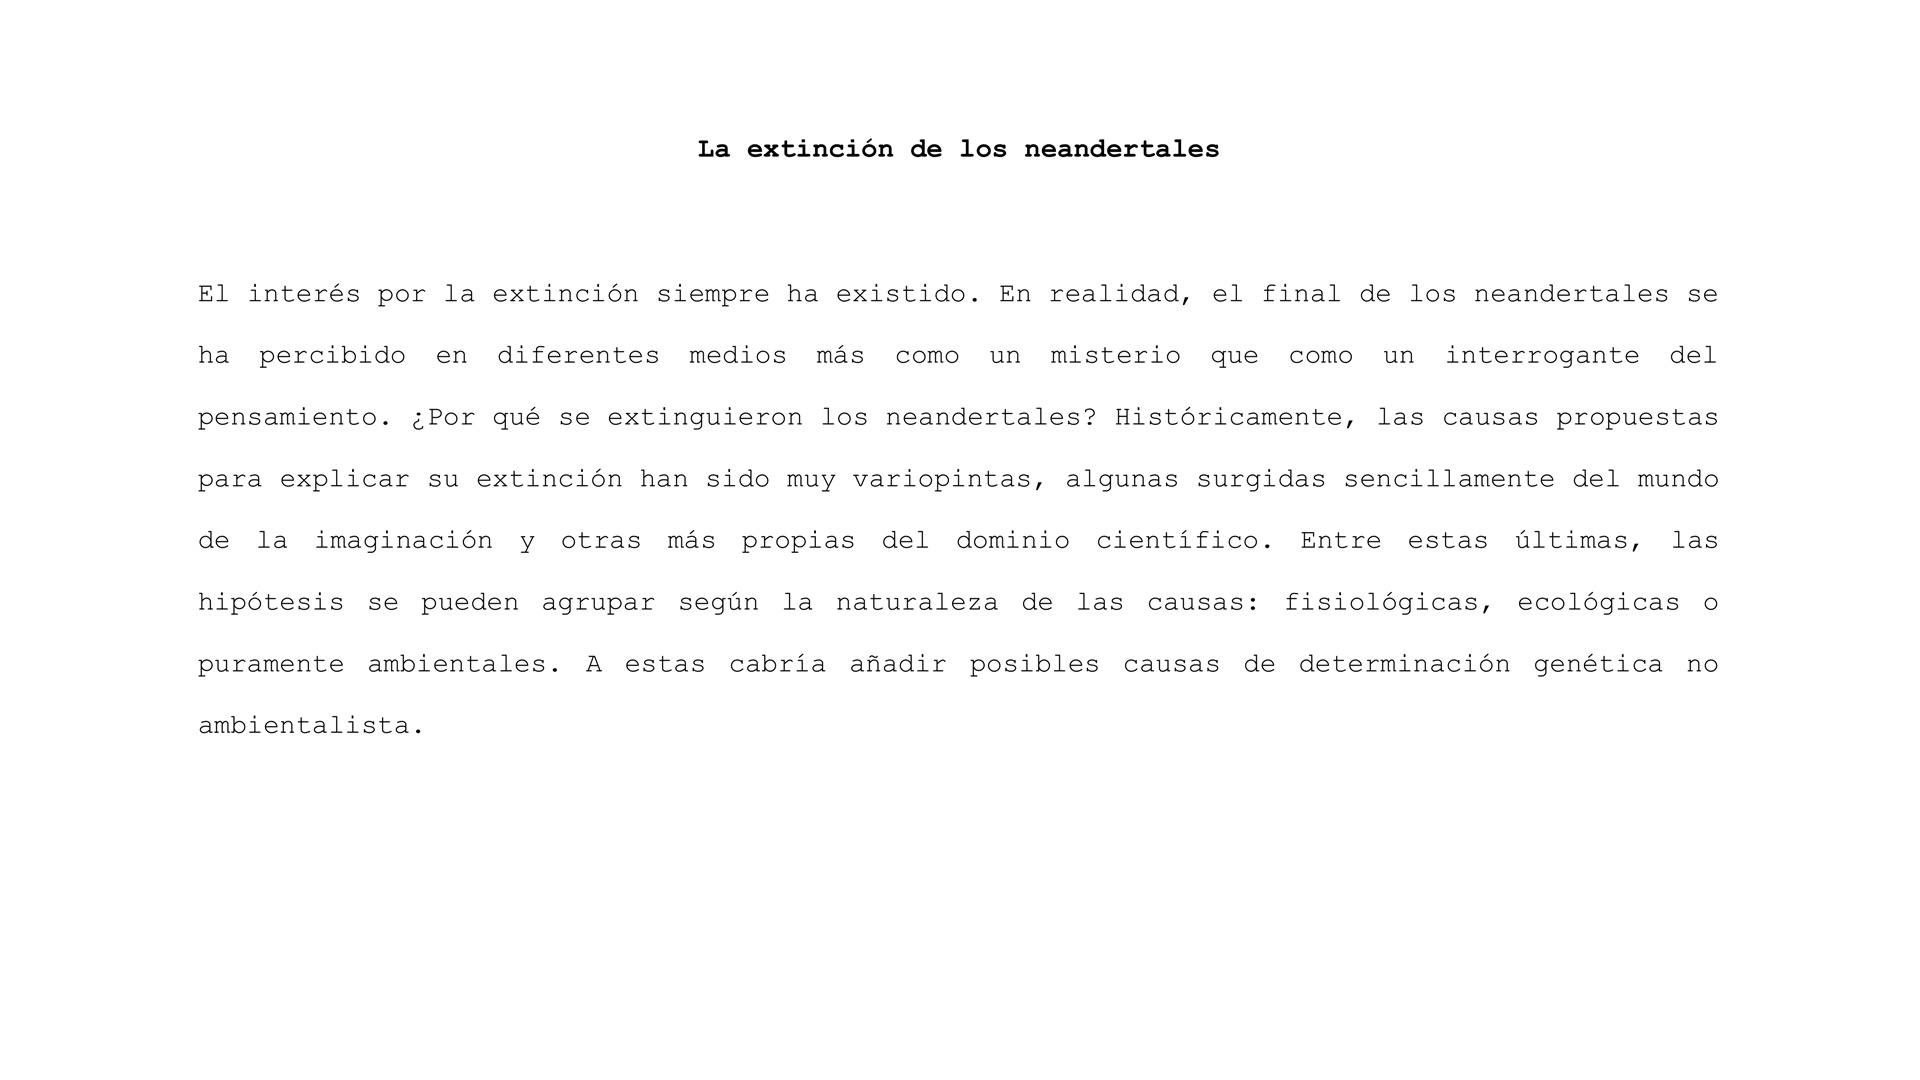 La extinción de los neandertales
El interés por la extinción siempre ha existido. En realidad, el final de los neandertales se
ha percibido en diferentes medios más como un misterio que como un interrogante del
pensamiento. ¿Por qué se extinguieron los neandertales? Históricamente, las causas propuestas
para explicar su extinción han sido muy variopintas, algunas surgidas sencillamente del mundo
de la imaginación y otras más propias del dominio científico. Entre estas últimas, las
hipótesis se pueden agrupar según la naturaleza de las causas: fisiológicas, ecológicas o
puramente ambientales. A estas cabría añadir posibles causas de determinación genética no
ambientalista.